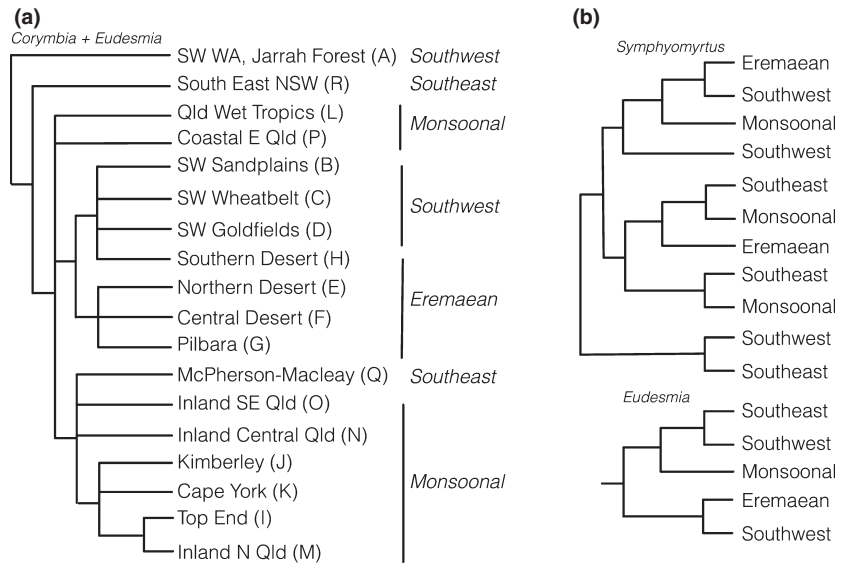 (a)
Corymbia + Eudesmia
SW WA, Jarrah Forest (A) Southwest
South East NSW (R) Southeast
Qld Wet Tropics (L)
Monsoonal
Coastal E Qld (P)
SW Sandplains (B)
SW Wheatbelt (C)
Southwest
SW Goldfields (D)
Southern Desert (H)
Northern Desert (E)
Eremaean
Central Desert (F)
Pilbara (G)
McPherson-Macleay (Q) Southeast
Inland SE Qld (O)
Inland Central Qld (N)
Kimberley (J)
Monsoonal
Cape York (K)
Top End (I)
Inland N Qld (M)
(b)
Symphyomyrtus
Eremaean
Southwest
Monsoonal
Southwest
Southeast
Monsoonal
Eremaean
Southeast
Monsoonal
Southwest
Southeast
Eudesmia
Southeast
Southwest
Monsoonal
Eremaean
Southwest